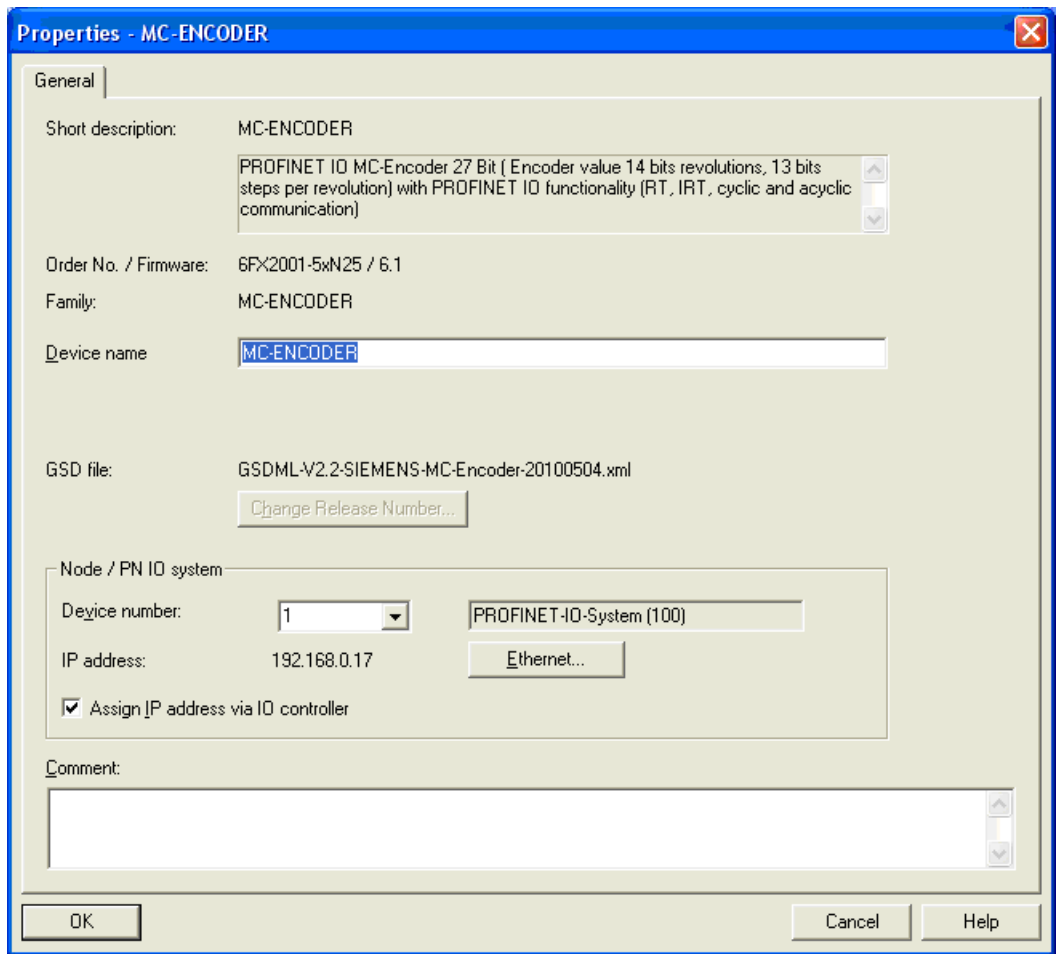 Properties - MC-ENCODER
General
Short description: MC-ENCODER
PROFINET IO MC-Encoder 27 Bit ( Encoder value 14 bits revolutions, 13 bits
steps per revolution) with PROFINET IO functionality (RT, IRT, cyclic and acyclic
communication)
Order No. / Firmware: 6FX2001-5xN25 / 6.1
Family: MC-ENCODER
Device name MC-ENCODER
GSD file: GSDML-V2.2-SIEMENS-MC-Encoder-20100504.xml
Change Release Number...
Node / PN IO system
Device number: 1 PROFINET-IO-System (100)
IP address: 192.168.0.17 Ethernet...
Assign IP address via IO controller
Comment:
OK Cancel Help